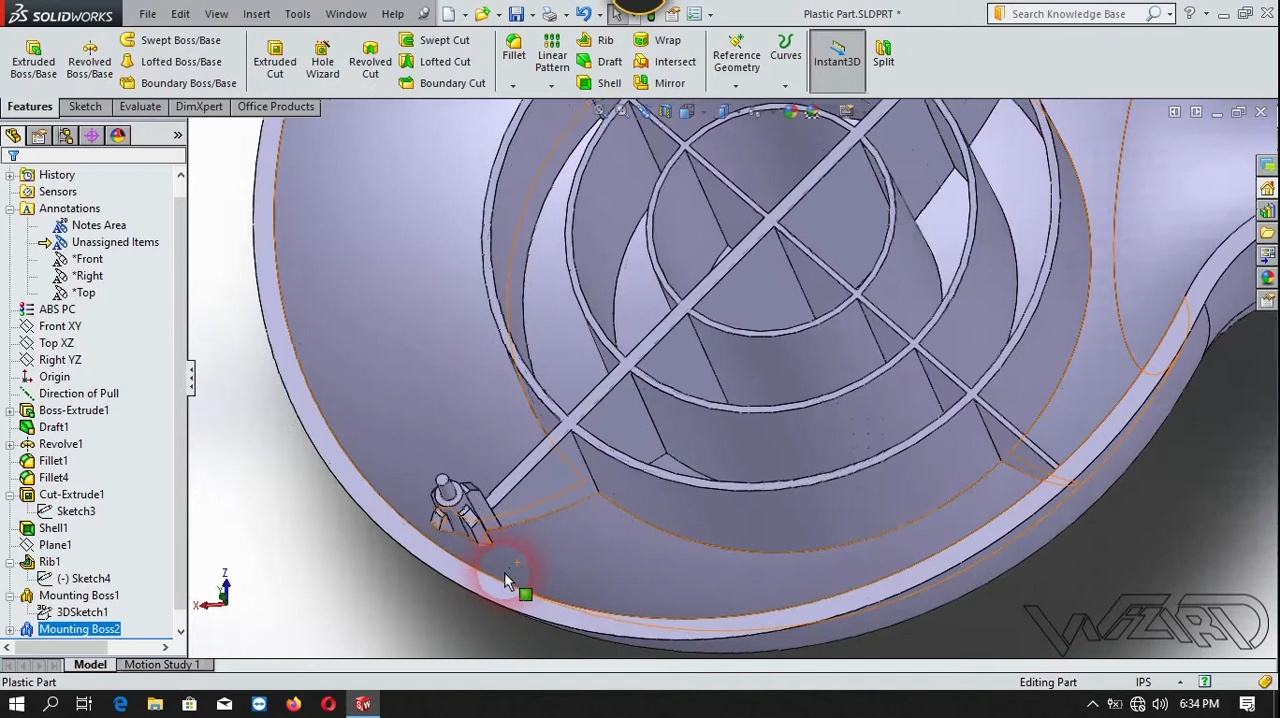 SOLIDWORKS File Edit View Insert Tools Window Help Plastic Part.SLDPRT * Search Knowledge Base
Extruded Boss/Base
Revolved Boss/Base
Swept Boss/Base
Lofted Boss/Base
Boundary Boss/Base
Extruded Cut
Hole Wizard
Revolved Cut
Swept Cut
Lofted Cut
Boundary Cut
Fillet
Linear Pattern
Rib
Draft
Shell
Wrap
Intersect
Mirror
Reference Geometry
Curves
Instant3D
Split
Features Sketch Evaluate DimXpert Office Products
History
Sensors
Annotations
Notes Area
Unassigned Items
*Front
*Right
*Top
ABS PC
Front XY
Top XZ
Right YZ
Origin
Direction of Pull
Boss-Extrude1
Draft1
Revolve1
Fillet1
Fillet4
Cut-Extrude1
Sketch3
Shell1
Plane1
Rib1
(-) Sketch4
Mounting Boss1
3DSketch1
Mounting Boss2
Z
X
Y
WIZARD
Model Motion Study 1
Plastic Part Editing Part IPS
6:34 PM